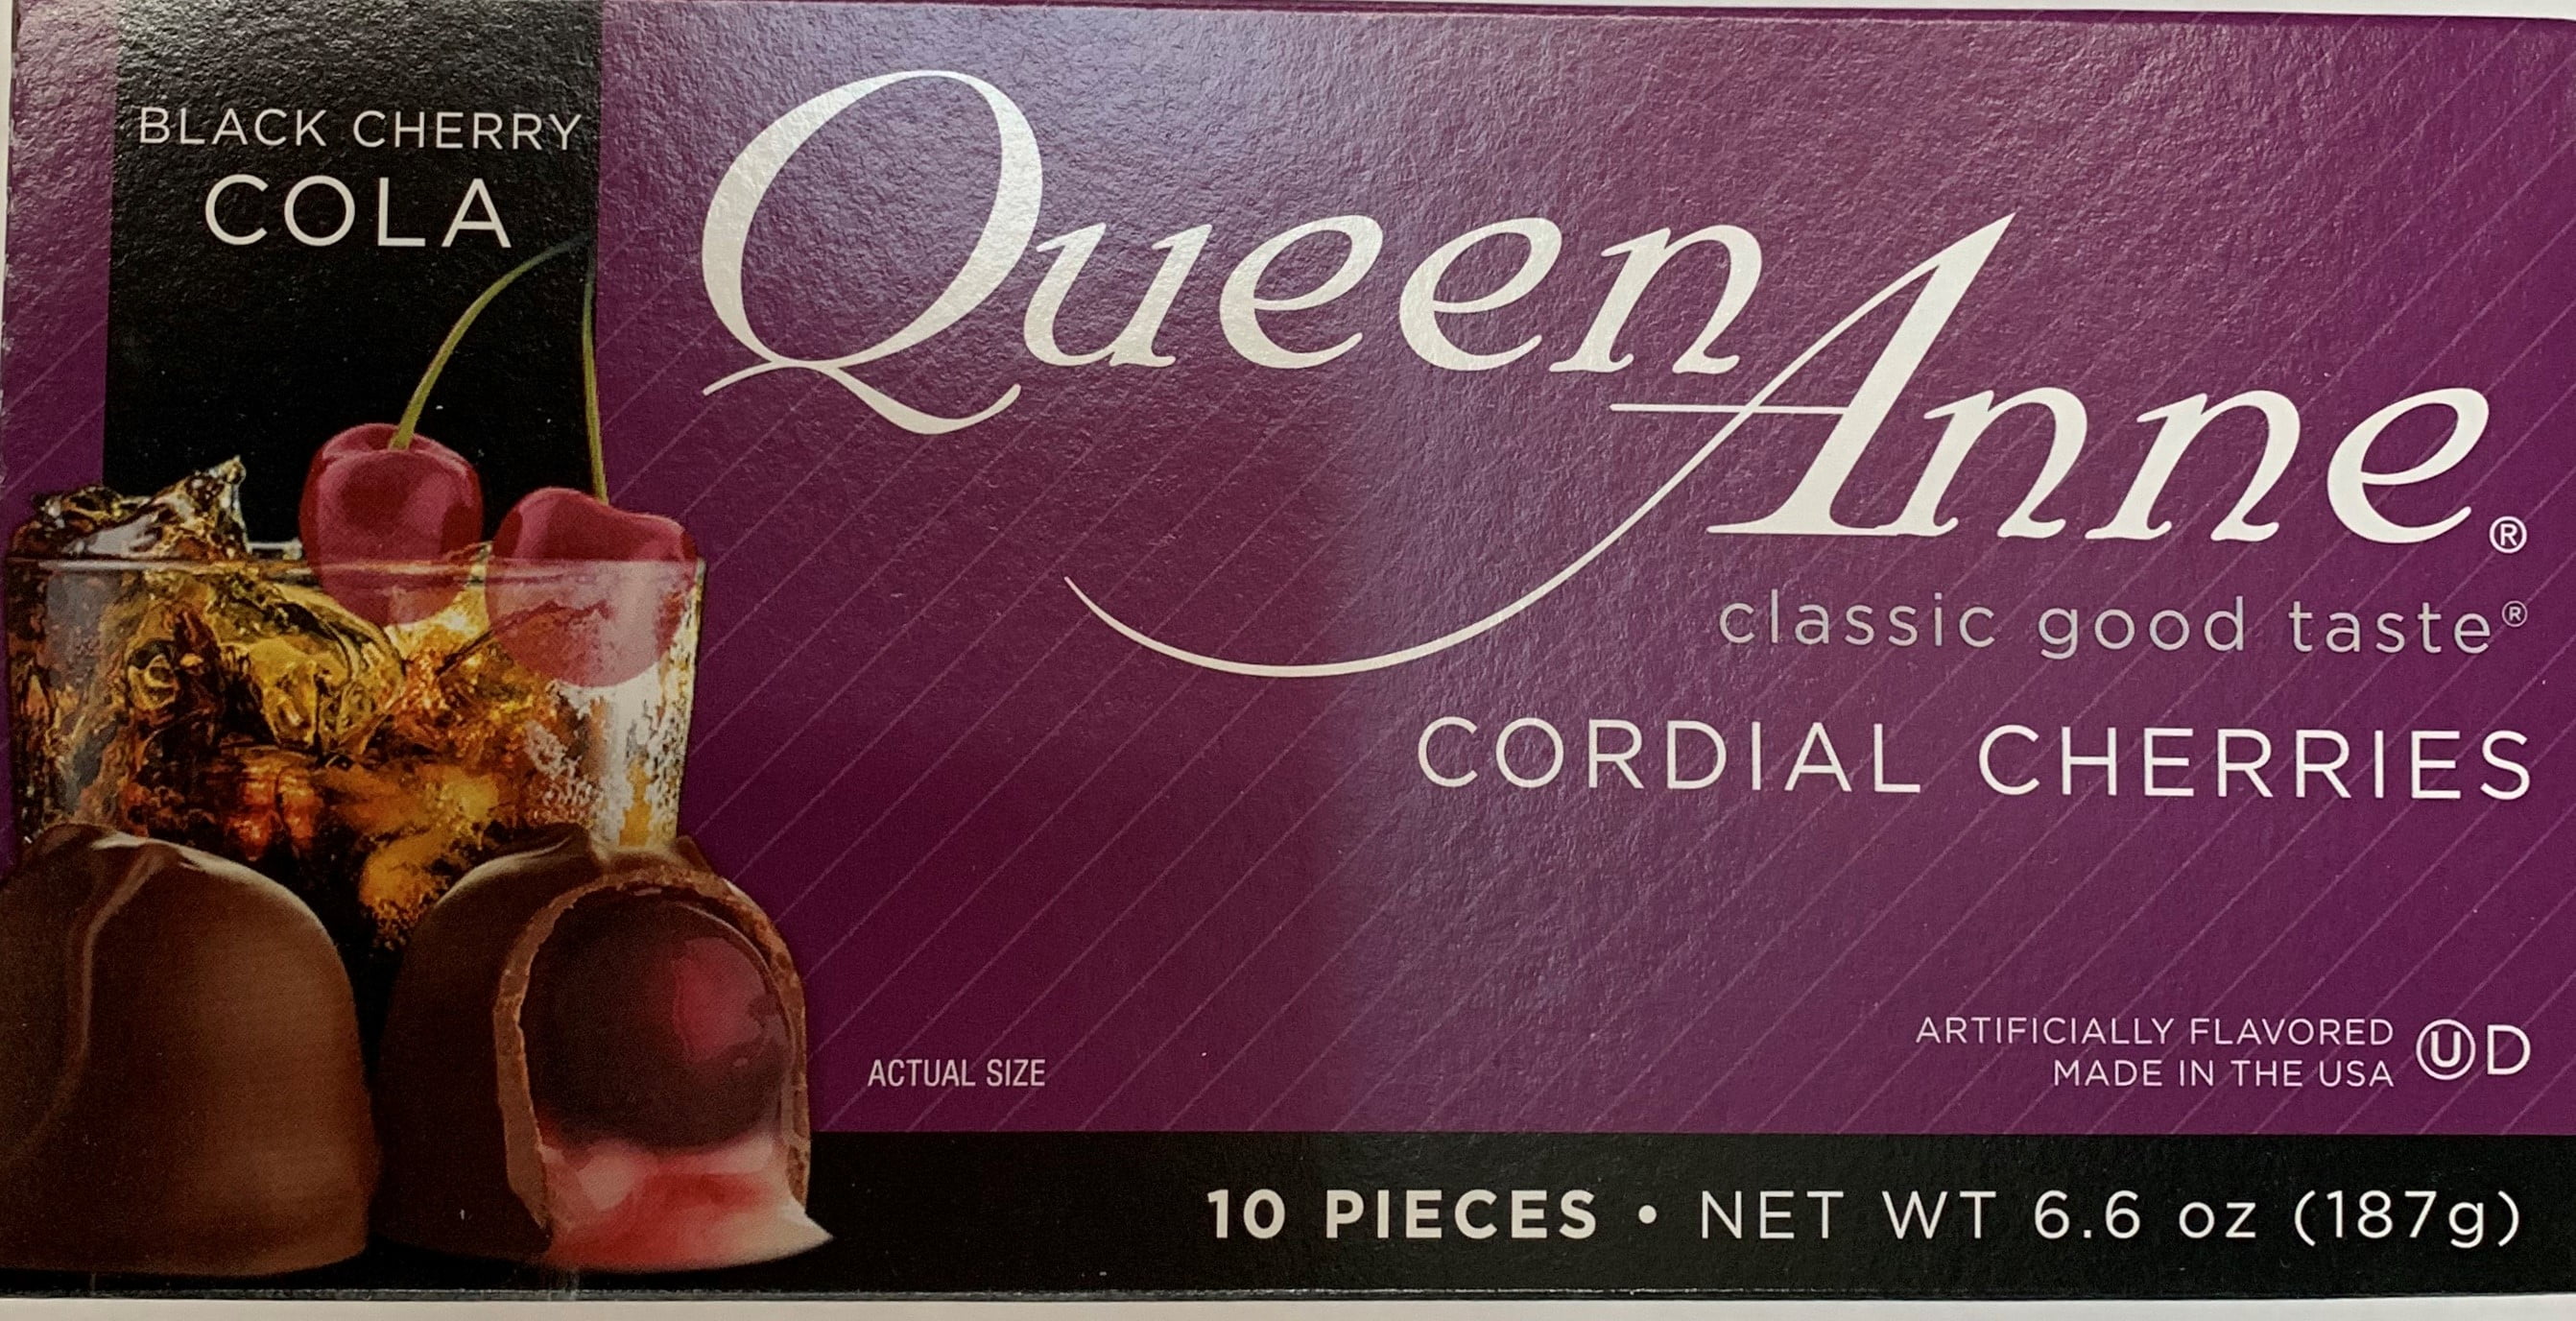 BLACK CHERRY
COLA
Queen
Anne®
classic good taste®
CORDIAL CHERRIES
ACTUAL SIZE
ARTIFICIALLY FLAVORED
MADE IN THE USA
Ⓤ D
10 PIECES • NET WT 6.6 oz (187g)